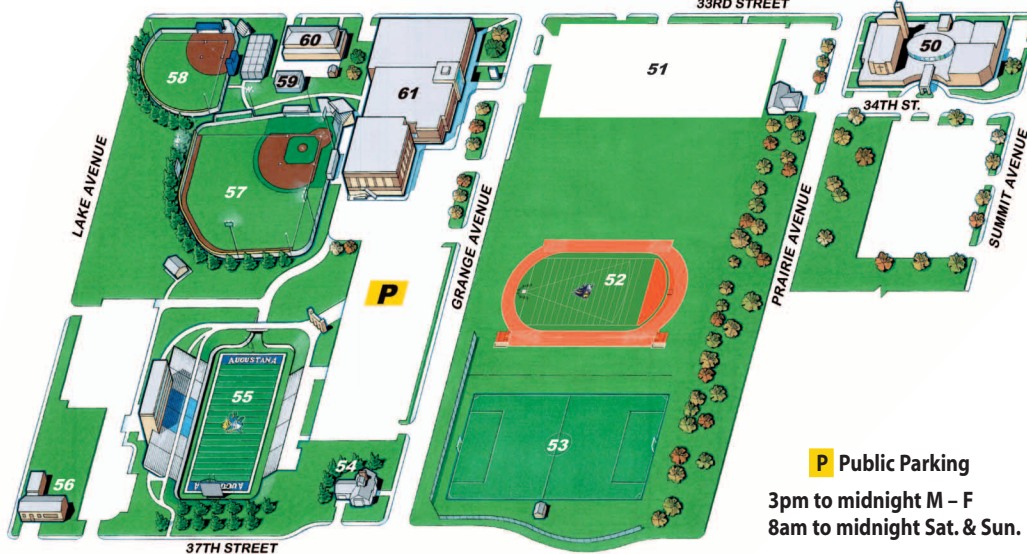 33RD STREET
60
50
58
59
51
61
34TH ST.
LAKE AVENUE
57
GRANGE AVENUE
PRAIRIE AVENUE
SUMMIT AVENUE
52
P
AUGUSTANA
55
53
54
56
37TH STREET
P Public Parking
3pm to midnight M – F
8am to midnight Sat. & Sun.